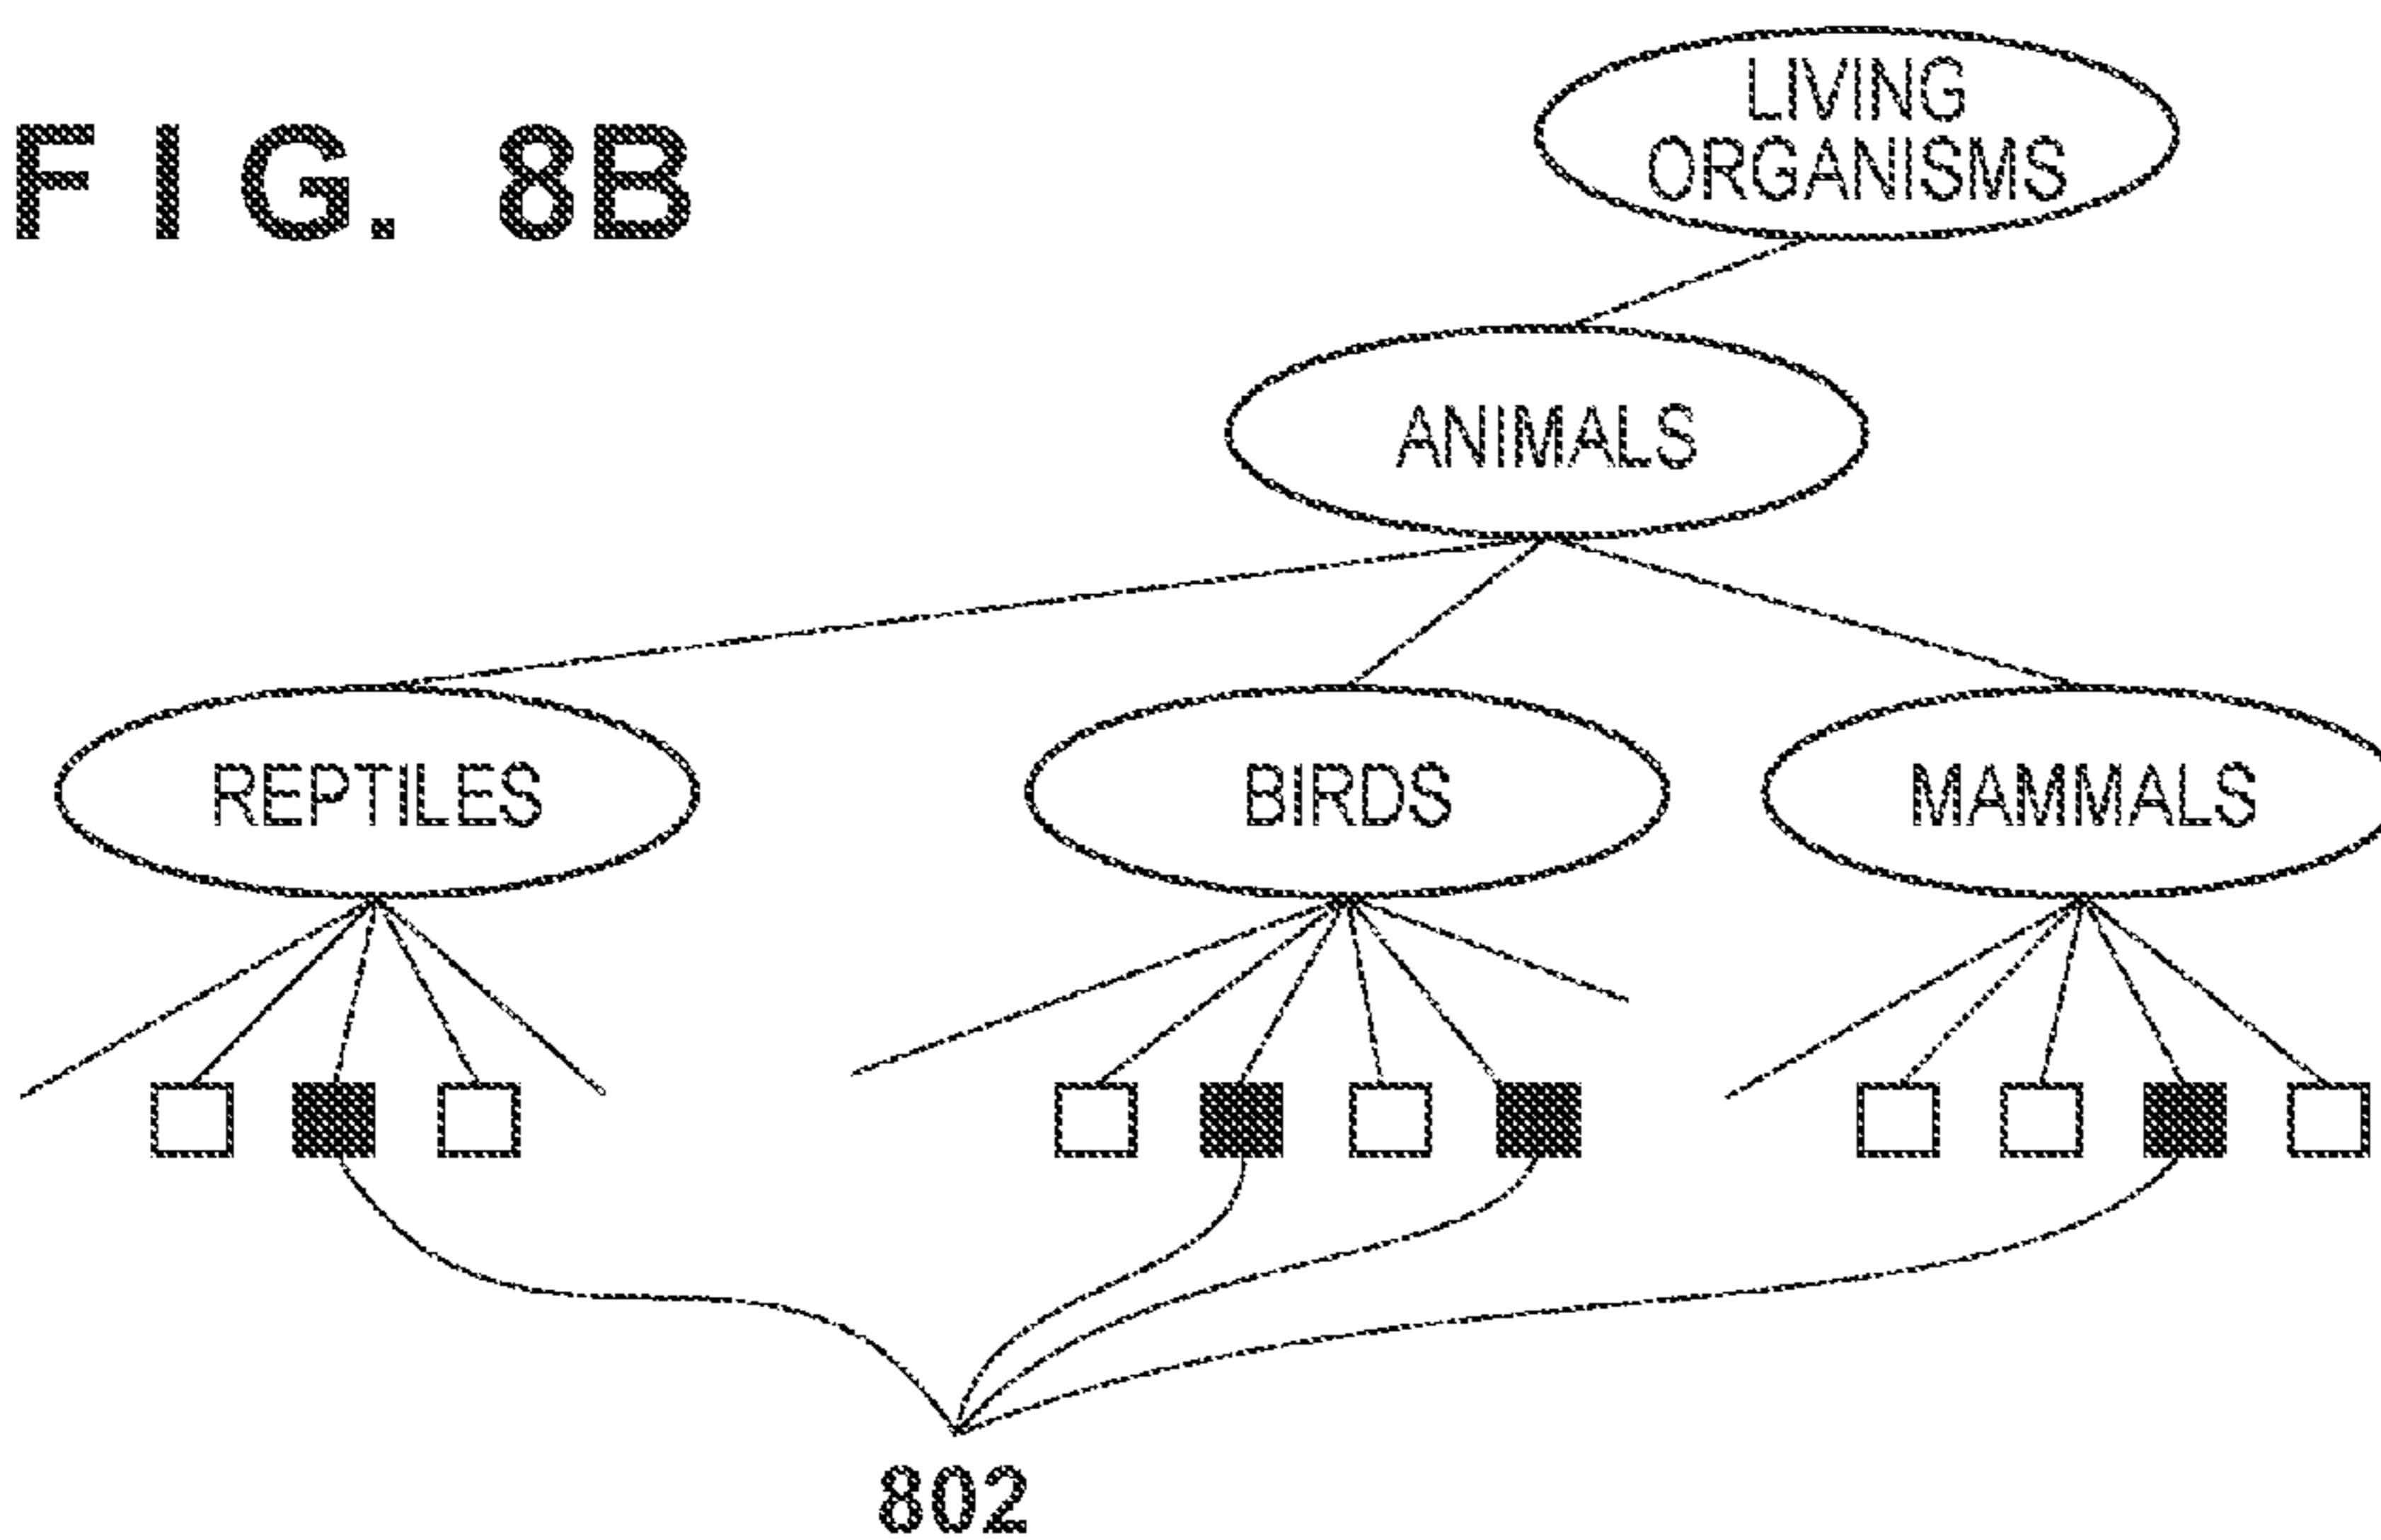 FIG. 8B
LIVING
ORGANISMS
ANIMALS
REPTILES
BIRDS
MAMMALS
802